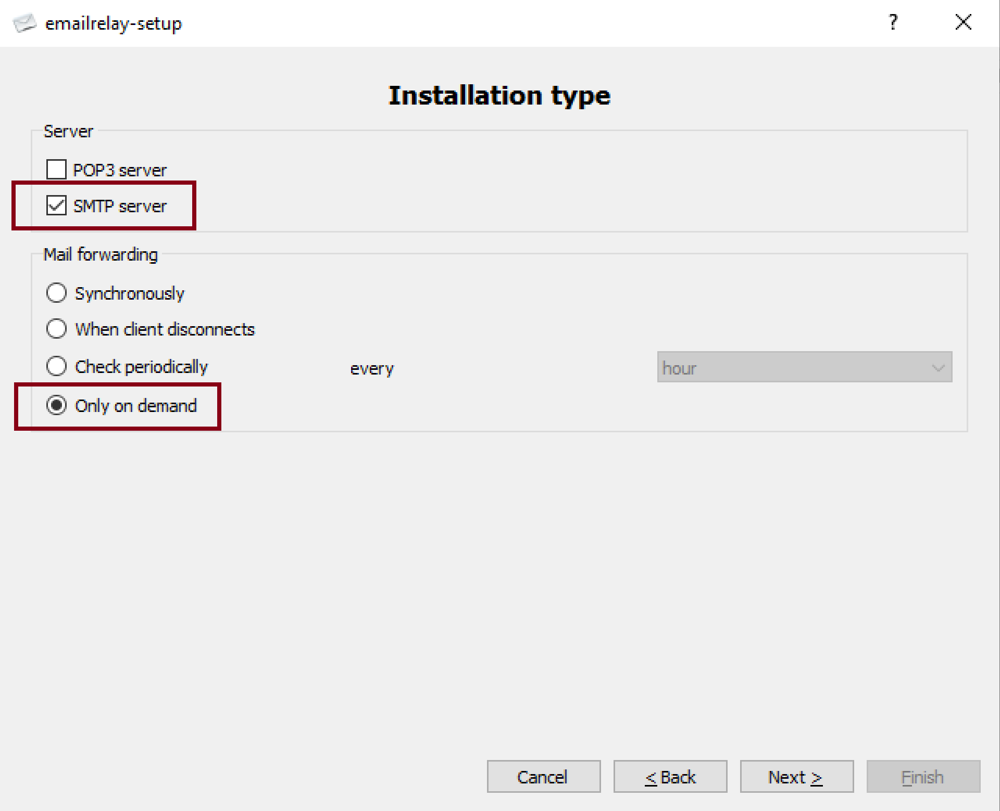 emailrelay-setup ?
Installation type
Server
POP3 server
SMTP server
Mail forwarding
Synchronously
When client disconnects
Check periodically every hour
Only on demand
Cancel < Back Next > Finish